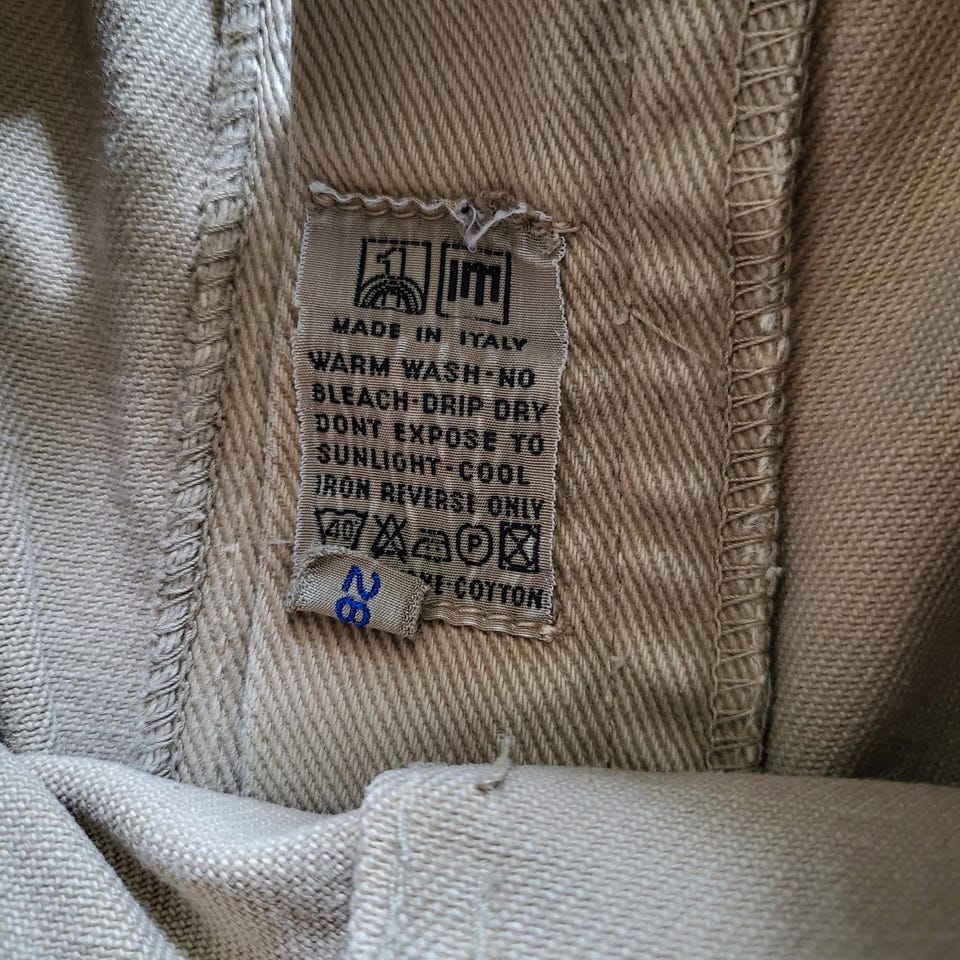 im
MADE IN ITALY
WARM WASH-NO
BLEACH-DRIP DRY
DONT EXPOSE TO
SUNLIGHT-COOL
IRON REVERSE ONLY
40 P
COTTON
28